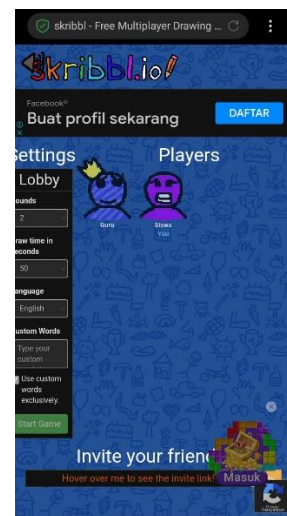 skribbl - Free Multiplayer Drawing ...
skribbl.io
Facebook®
Buat profil sekarang
DAFTAR
Settings
Players
Lobby
ounds
2
raw time in
econds
50
anguage
English
ustom Words
Type your
custom
Use custom
words
exclusively.
Start Game
Guru
Siswa
You
Invite your friend
Hover over me to see the invite link!
Masuk